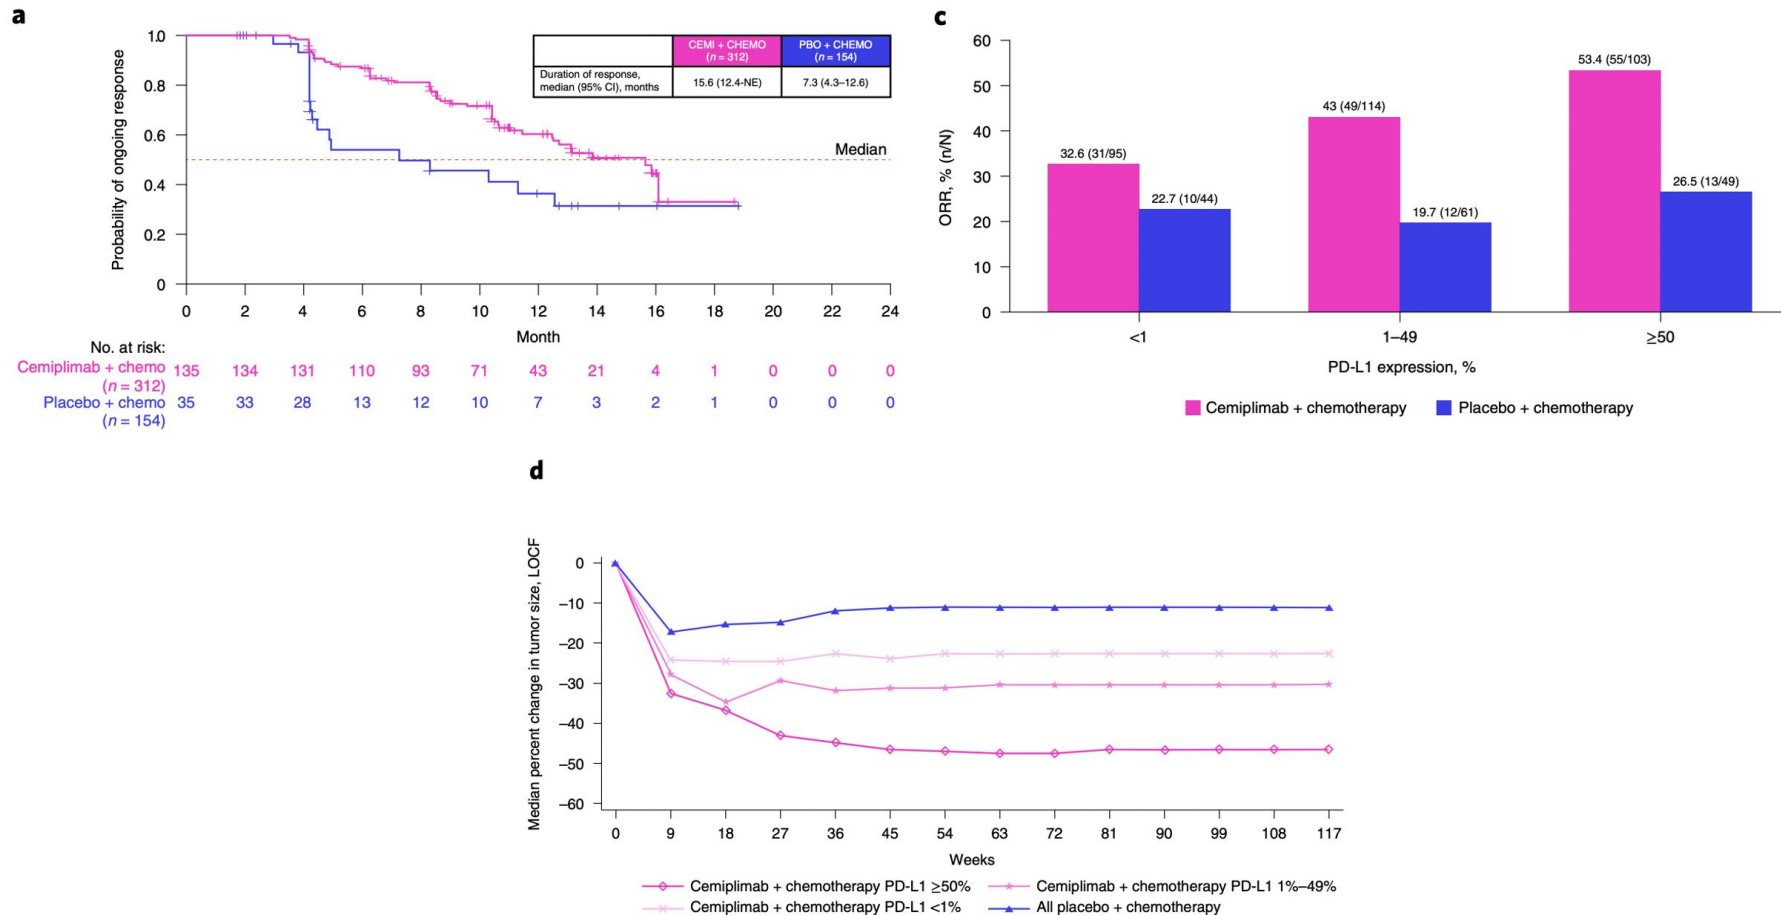 a
Probability of ongoing response
1.0
0.8
0.6
0.4
0.2
0
CEMI + CHEMO
(n = 312)
PBO + CHEMO
(n = 154)
Duration of response,
median (95% CI), months
15.6 (12.4-NE)
7.3 (4.3–12.6)
Median
0 2 4 6 8 10 12 14 16 18 20 22 24
Month
No. at risk:
Cemiplimab + chemo 135 134 131 110 93 71 43 21 4 1 0 0 0
(n = 312)
Placebo + chemo 35 33 28 13 12 10 7 3 2 1 0 0 0
(n = 154)
c
ORR, % (n/N)
60
50
40
30
20
10
0
32.6 (31/95)
22.7 (10/44)
43 (49/114)
19.7 (12/61)
53.4 (55/103)
26.5 (13/49)
<1 1–49 ≥50
PD-L1 expression, %
Cemiplimab + chemotherapy Placebo + chemotherapy
d
Median percent change in tumor size, LOCF
0
–10
–20
–30
–40
–50
–60
0 9 18 27 36 45 54 63 72 81 90 99 108 117
Weeks
Cemiplimab + chemotherapy PD-L1 ≥50% Cemiplimab + chemotherapy PD-L1 1%–49%
Cemiplimab + chemotherapy PD-L1 <1% All placebo + chemotherapy